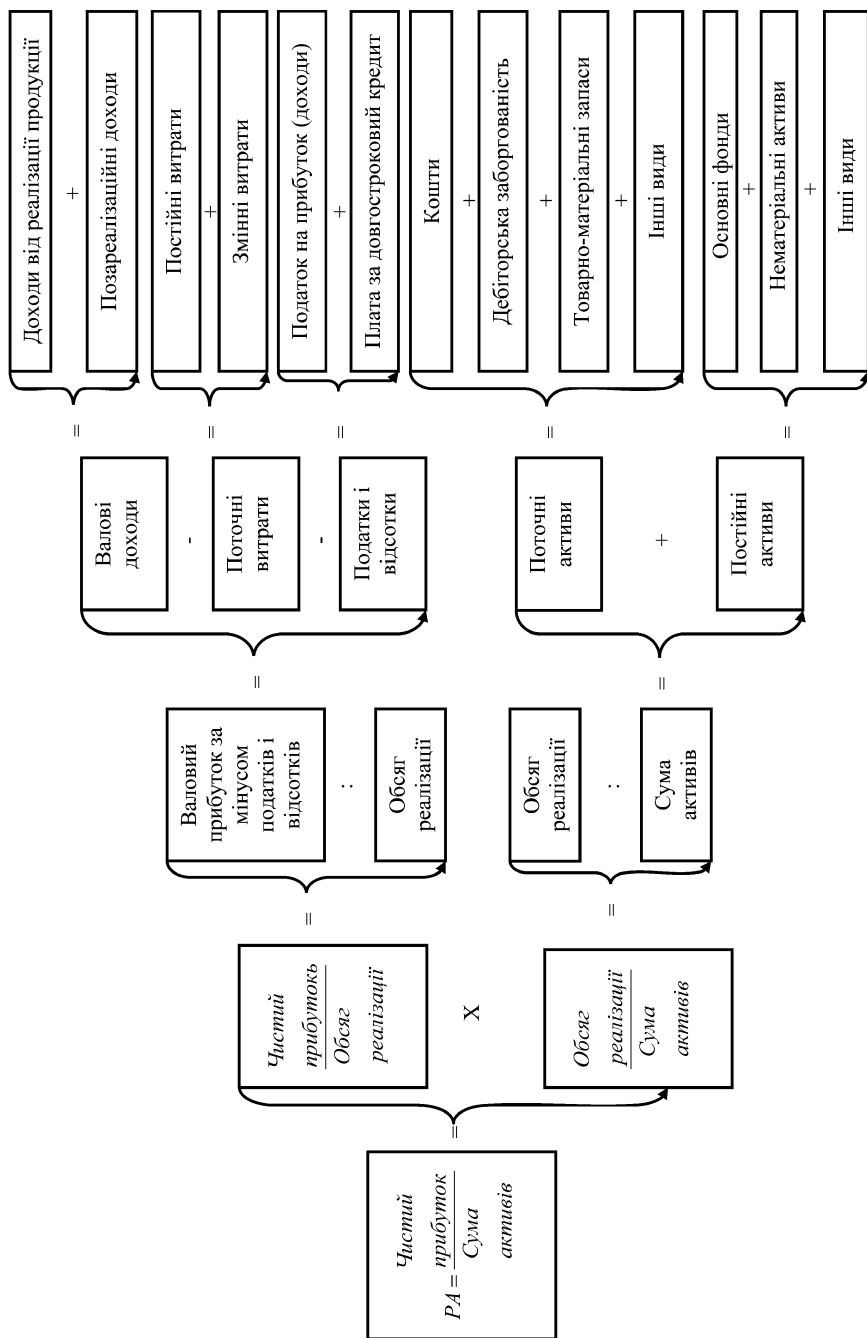 Чистий
PA = прибуток
Сума
активів
=
Чистий
прибутокь
Обсяг
реалізації
X
Обсяг
реалізації
Сума
активів
=
=
Валовий
прибуток за
мінусом
податків і
відсотків
:
Обсяг
реалізації
Обсяг
реалізації
:
Сума
активів
=
=
Валові
доходи
-
Поточні
витрати
-
Податки і
відсотки
Поточні
активи
+
Постійні
активи
=
=
=
=
=
Доходи від реалізації продукції
+
Позареалізаційні доходи
Постійні витрати
+
Змінні витрати
Податок на прибуток (доходи)
+
Плата за довгостроковий кредит
Кошти
+
Дебіторська заборгованість
+
Товарно-матеріальні запаси
+
Інші види
Основні фонди
+
Нематеріальні активи
+
Інші види